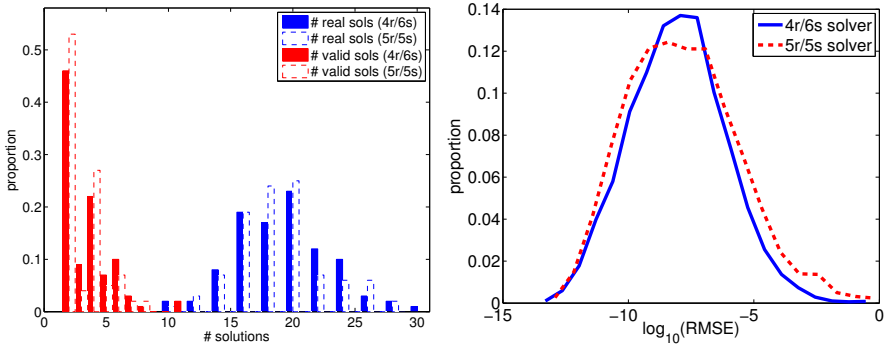 # real sols (4r/6s)
# real sols (5r/5s)
# valid sols (4r/6s)
# valid sols (5r/5s)
0.5
0.4
0.3
0.2
0.1
0
proportion
0 5 10 15 20 25 30
# solutions
4r/6s solver
5r/5s solver
0.14
0.12
0.1
0.08
0.06
0.04
0.02
0
proportion
−15 −10 −5 0
log10(RMSE)